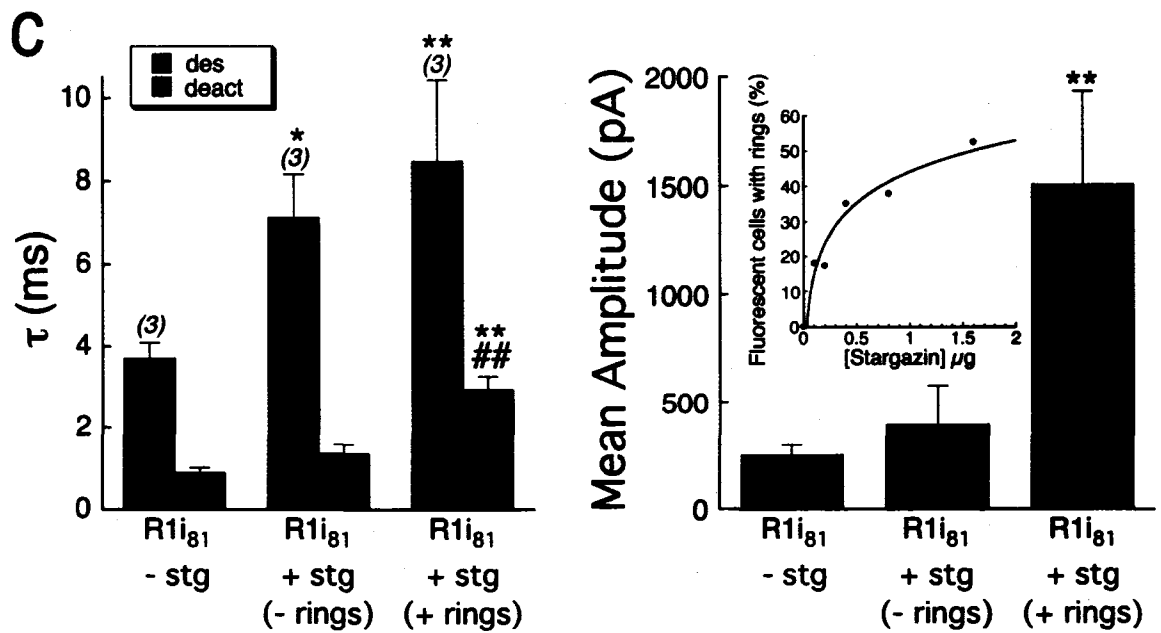 C
des
deact
τ (ms)
10
8
6
4
2
0
(3)
*
(3)
**
(3)
**
##
R1i81
- stg
R1i81
+ stg
(- rings)
R1i81
+ stg
(+ rings)
Mean Amplitude (pA)
2000
1500
1000
500
0
**
Fluorescent cells with rings (%)
60
50
40
30
20
10
0
0
0.5
1
1.5
2
[Stargazin] µg
R1i81
- stg
R1i81
+ stg
(- rings)
R1i81
+ stg
(+ rings)